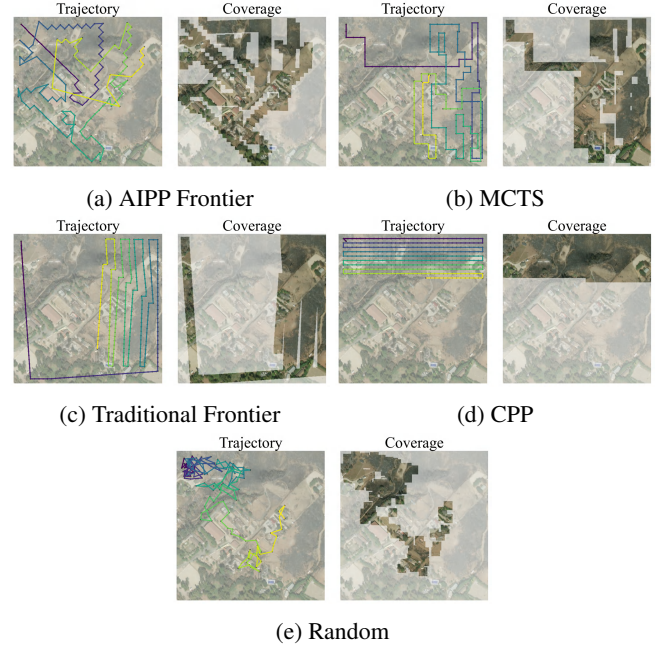 Trajectory Coverage Trajectory Coverage
(a) AIPP Frontier (b) MCTS
Trajectory Coverage Trajectory Coverage
(c) Traditional Frontier (d) CPP
Trajectory Coverage
(e) Random